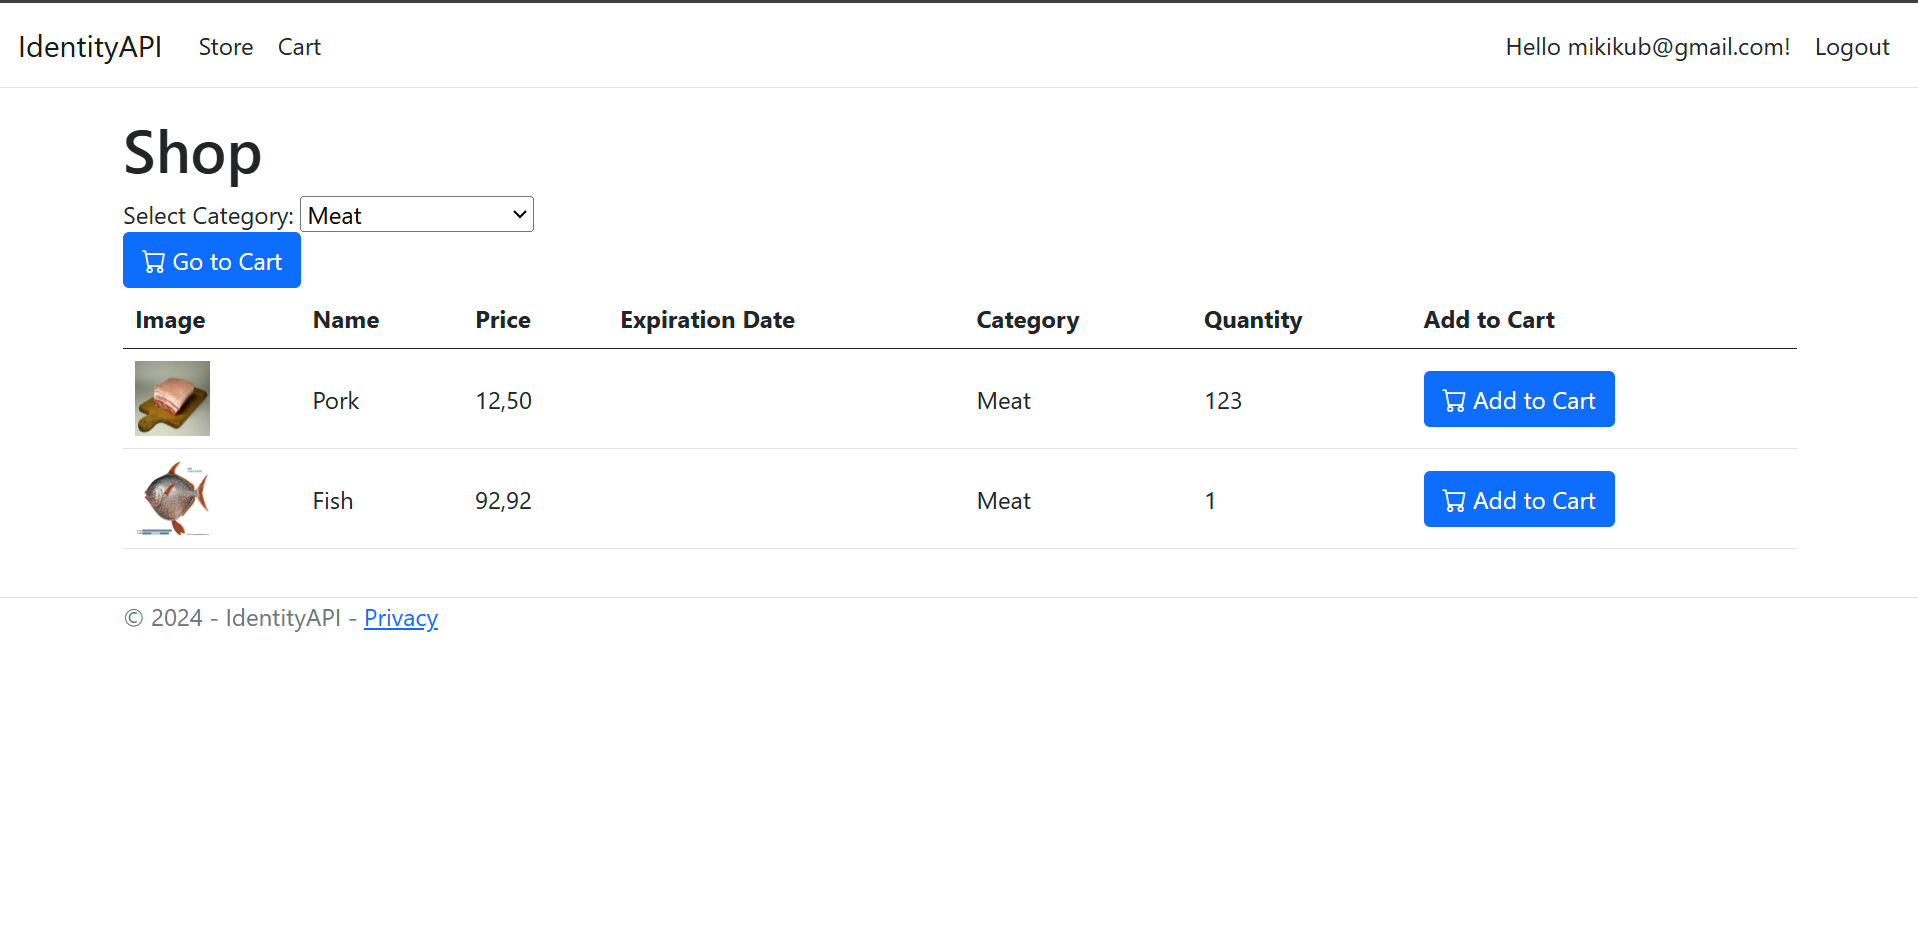 IdentityAPI Store Cart Hello mikikub@gmail.com! Logout
Shop
Select Category: Meat
Go to Cart
Image Name Price Expiration Date Category Quantity Add to Cart
Pork 12,50 Meat 123 Add to Cart
Fish 92,92 Meat 1 Add to Cart
© 2024 - IdentityAPI - Privacy